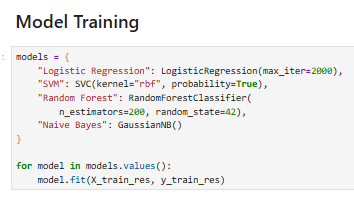 Model Training
:
models = {
    "Logistic Regression": LogisticRegression(max_iter=2000),
    "SVM": SVC(kernel="rbf", probability=True),
    "Random Forest": RandomForestClassifier(
        n_estimators=200, random_state=42),
    "Naive Bayes": GaussianNB()
}
for model in models.values():
    model.fit(X_train_res, y_train_res)